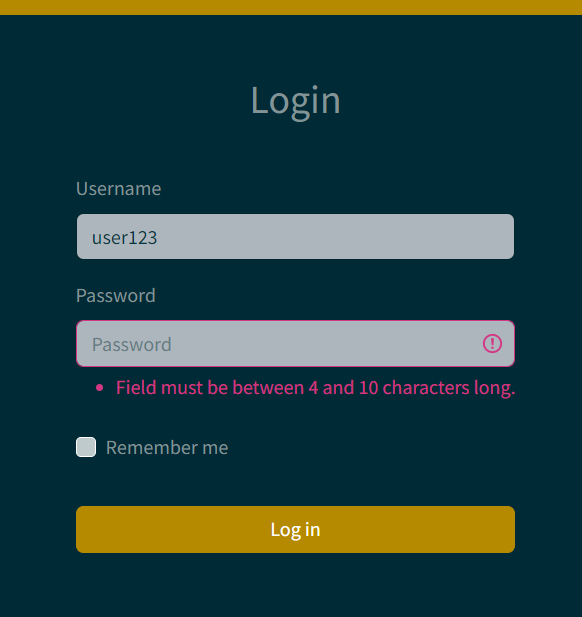 Login
Username
user123
Password
Password
Field must be between 4 and 10 characters long.
Remember me
Log in